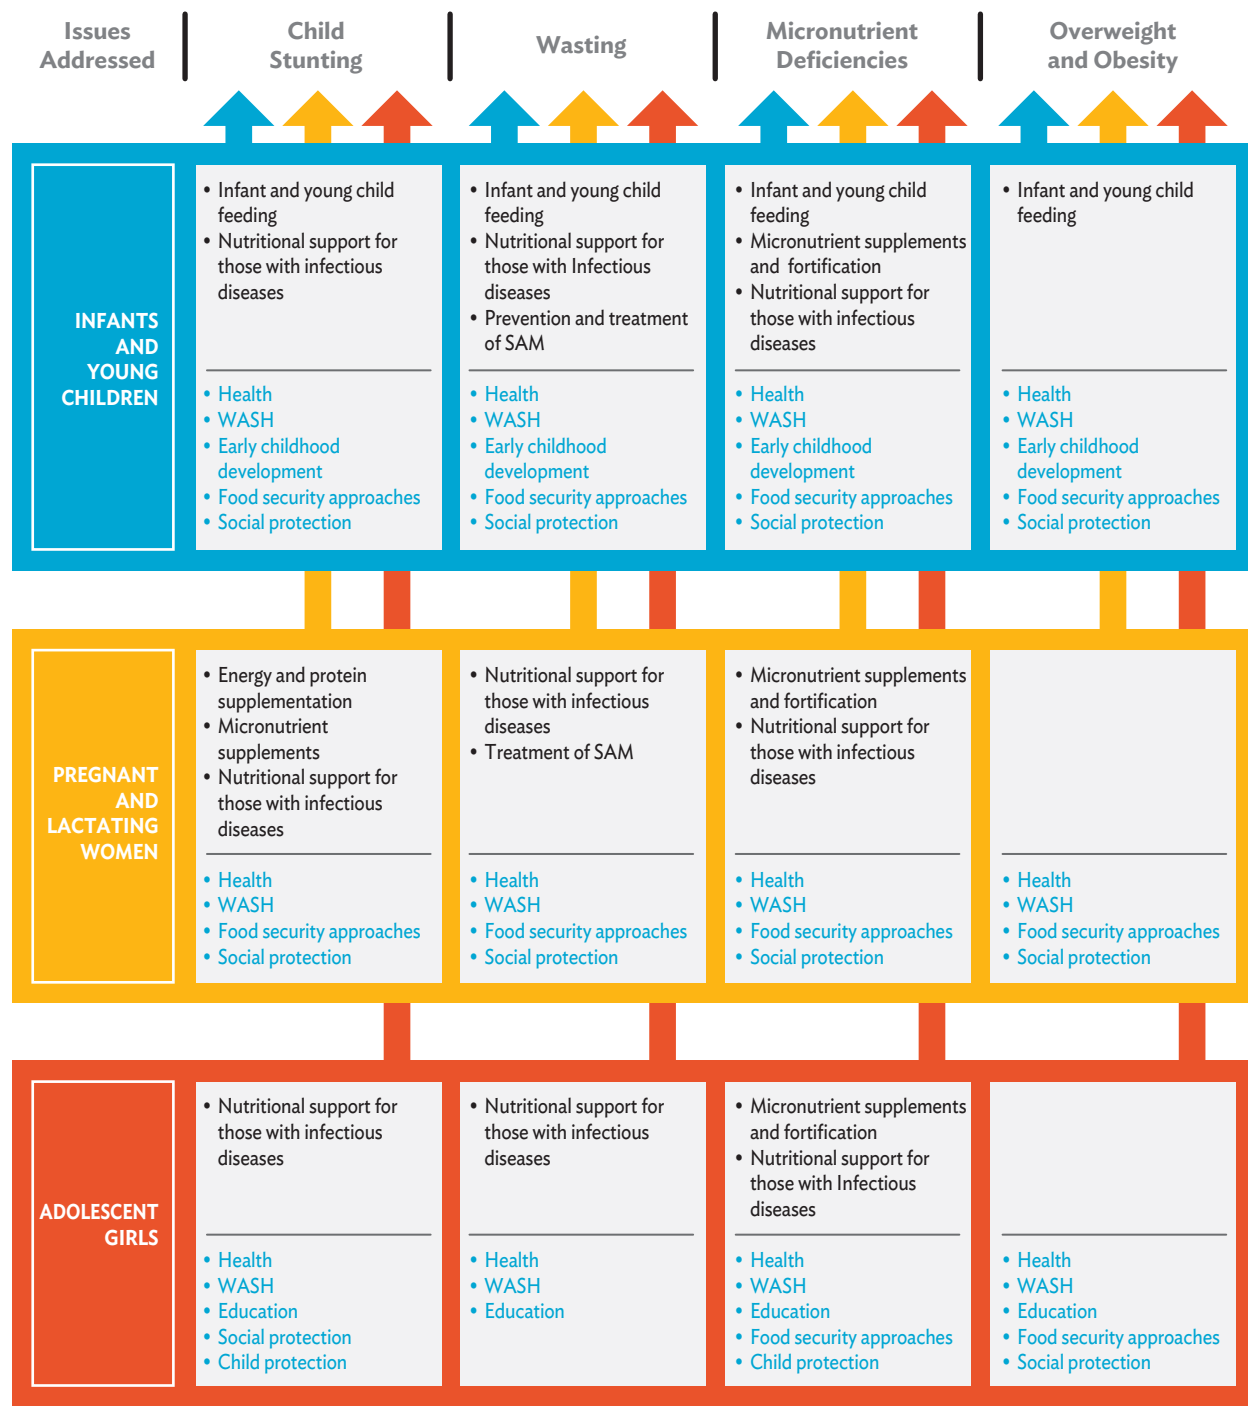 Issues
Addressed
Child
Stunting
Wasting
Micronutrient
Deficiencies
Overweight
and Obesity
INFANTS
AND
YOUNG
CHILDREN
• Infant and young child
feeding
• Nutritional support for
those with infectious
diseases
• Health
• WASH
• Early childhood
development
• Food security approaches
• Social protection
• Infant and young child
feeding
• Nutritional support for
those with Infectious
diseases
• Prevention and treatment
of SAM
• Health
• WASH
• Early childhood
development
• Food security approaches
• Social protection
• Infant and young child
feeding
• Micronutrient supplements
and fortification
• Nutritional support for
those with infectious
diseases
• Health
• WASH
• Early childhood
development
• Food security approaches
• Social protection
• Infant and young child
feeding
• Health
• WASH
• Early childhood
development
• Food security approaches
• Social protection
PREGNANT
AND
LACTATING
WOMEN
• Energy and protein
supplementation
• Micronutrient
supplements
• Nutritional support for
those with infectious
diseases
• Health
• WASH
• Food security approaches
• Social protection
• Nutritional support for
those with infectious
diseases
• Treatment of SAM
• Health
• WASH
• Food security approaches
• Social protection
• Micronutrient supplements
and fortification
• Nutritional support for
those with infectious
diseases
• Health
• WASH
• Food security approaches
• Social protection
• Health
• WASH
• Food security approaches
• Social protection
ADOLESCENT
GIRLS
• Nutritional support for
those with infectious
diseases
• Health
• WASH
• Education
• Social protection
• Child protection
• Nutritional support for
those with infectious
diseases
• Health
• WASH
• Education
• Micronutrient supplements
and fortification
• Nutritional support for
those with Infectious
diseases
• Health
• WASH
• Education
• Food security approaches
• Child protection
• Health
• WASH
• Education
• Food security approaches
• Social protection